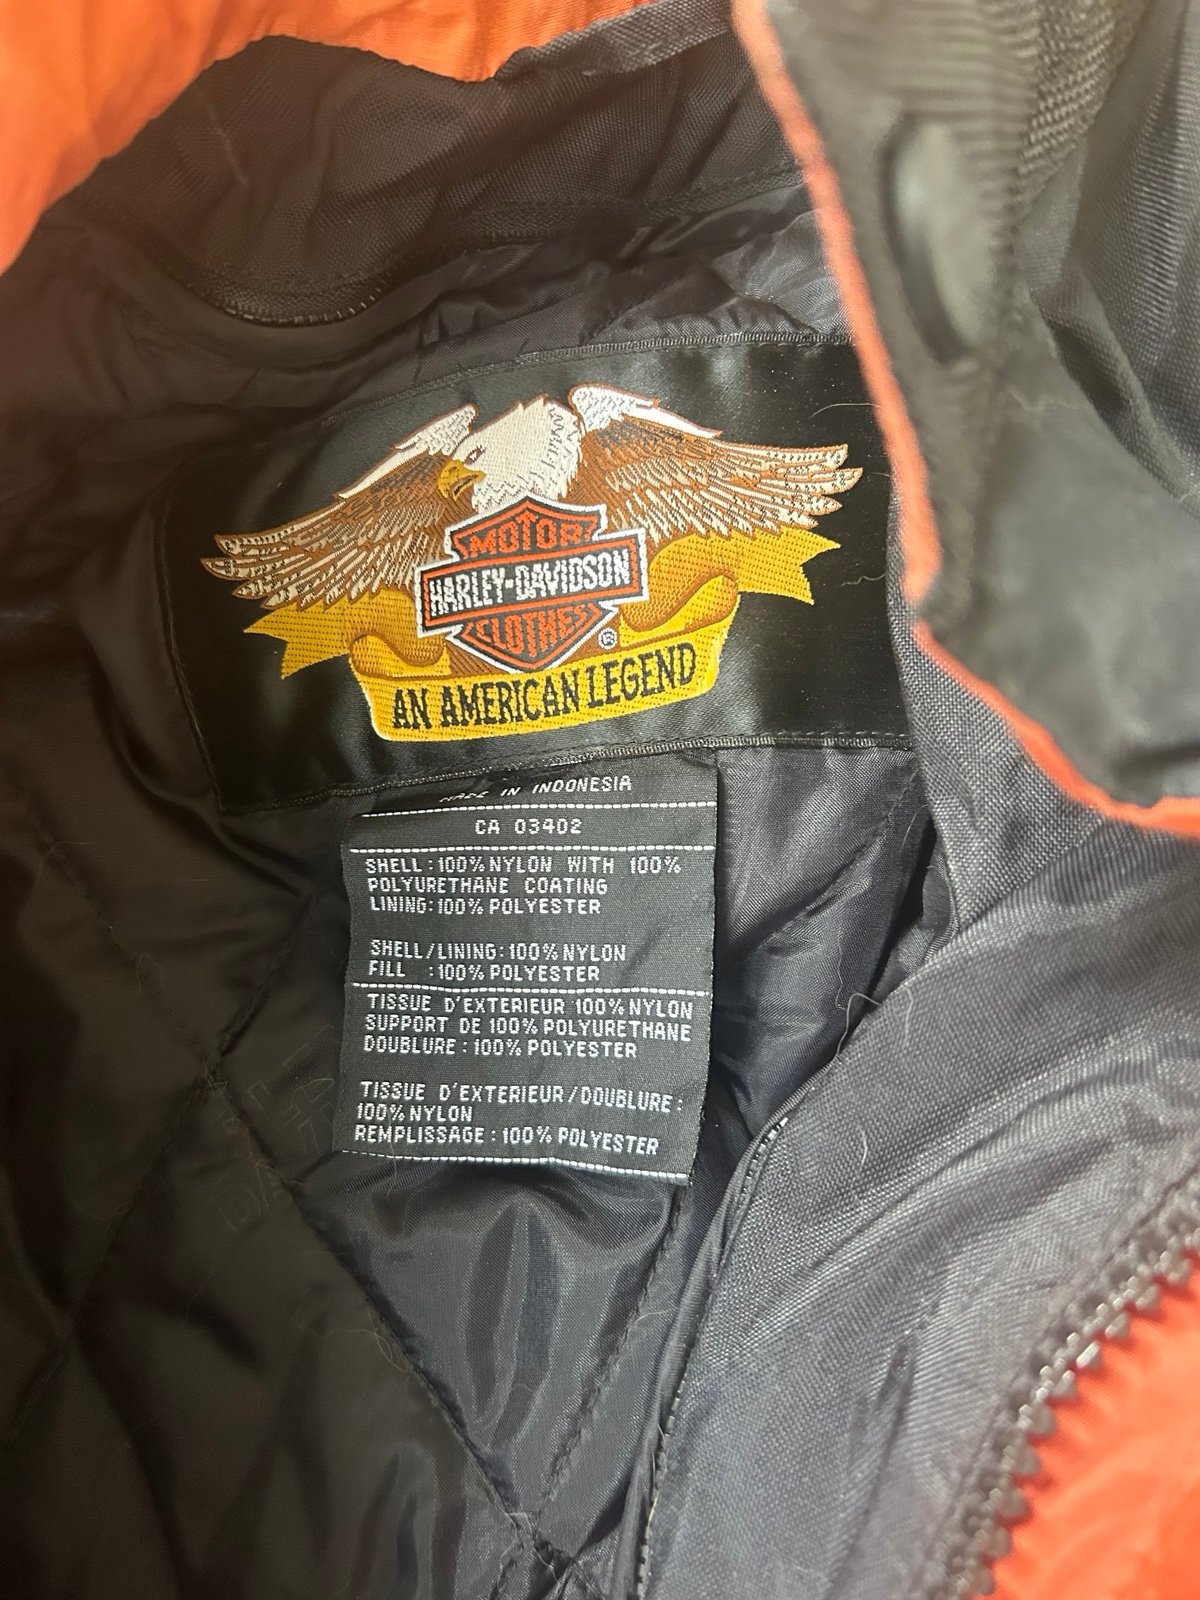 MOTOR
HARLEY-DAVIDSON
CLOTHES
®
AN AMERICAN LEGEND
MADE IN INDONESIA
CA 03402
SHELL : 100% NYLON WITH 100%
POLYURETHANE COATING
LINING : 100% POLYESTER
SHELL/LINING: 100% NYLON
FILL : 100% POLYESTER
TISSUE D'EXTERIEUR 100% NYLON
SUPPORT DE 100% POLYURETHANE
DOUBLURE : 100% POLYESTER
TISSUE D'EXTERIEUR/DOUBLURE :
100% NYLON
REMPLISSAGE : 100% POLYESTER